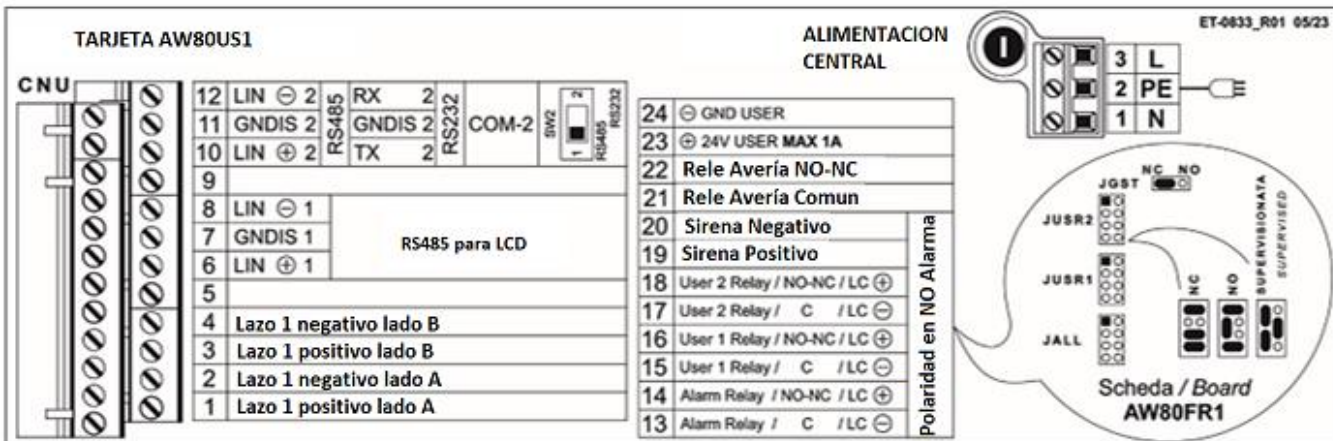 TARJETA AW80US1
ALIMENTACION
CENTRAL
ET-0833_R01 05/23
CNU
12 LIN ⊖ 2 RX 2
11 GNDIS 2 GNDIS 2
10 LIN ⊕ 2 TX 2
RS485
RS232
COM-2
SW2
2
1
RS485
RS232
9
8 LIN ⊖ 1
7 GNDIS 1
6 LIN ⊕ 1
RS485 para LCD
5
4 Lazo 1 negativo lado B
3 Lazo 1 positivo lado B
2 Lazo 1 negativo lado A
1 Lazo 1 positivo lado A
24 ⊖ GND USER
23 ⊕ 24V USER MAX 1A
22 Rele Avería NO-NC
21 Rele Avería Comun
20 Sirena Negativo
19 Sirena Positivo
18 User 2 Relay / NO-NC / LC ⊕
17 User 2 Relay / C / LC ⊖
16 User 1 Relay / NO-NC / LC ⊕
15 User 1 Relay / C / LC ⊖
14 Alarm Relay / NO-NC / LC ⊕
13 Alarm Relay / C / LC ⊖
Polaridad en NO Alarma
3 L
2 PE
1 N
NC NO
JGST
JUSR2
JUSR1
JALL
NC
NO
SUPERVISIONATA
SUPERVISED
Scheda / Board
AW80FR1